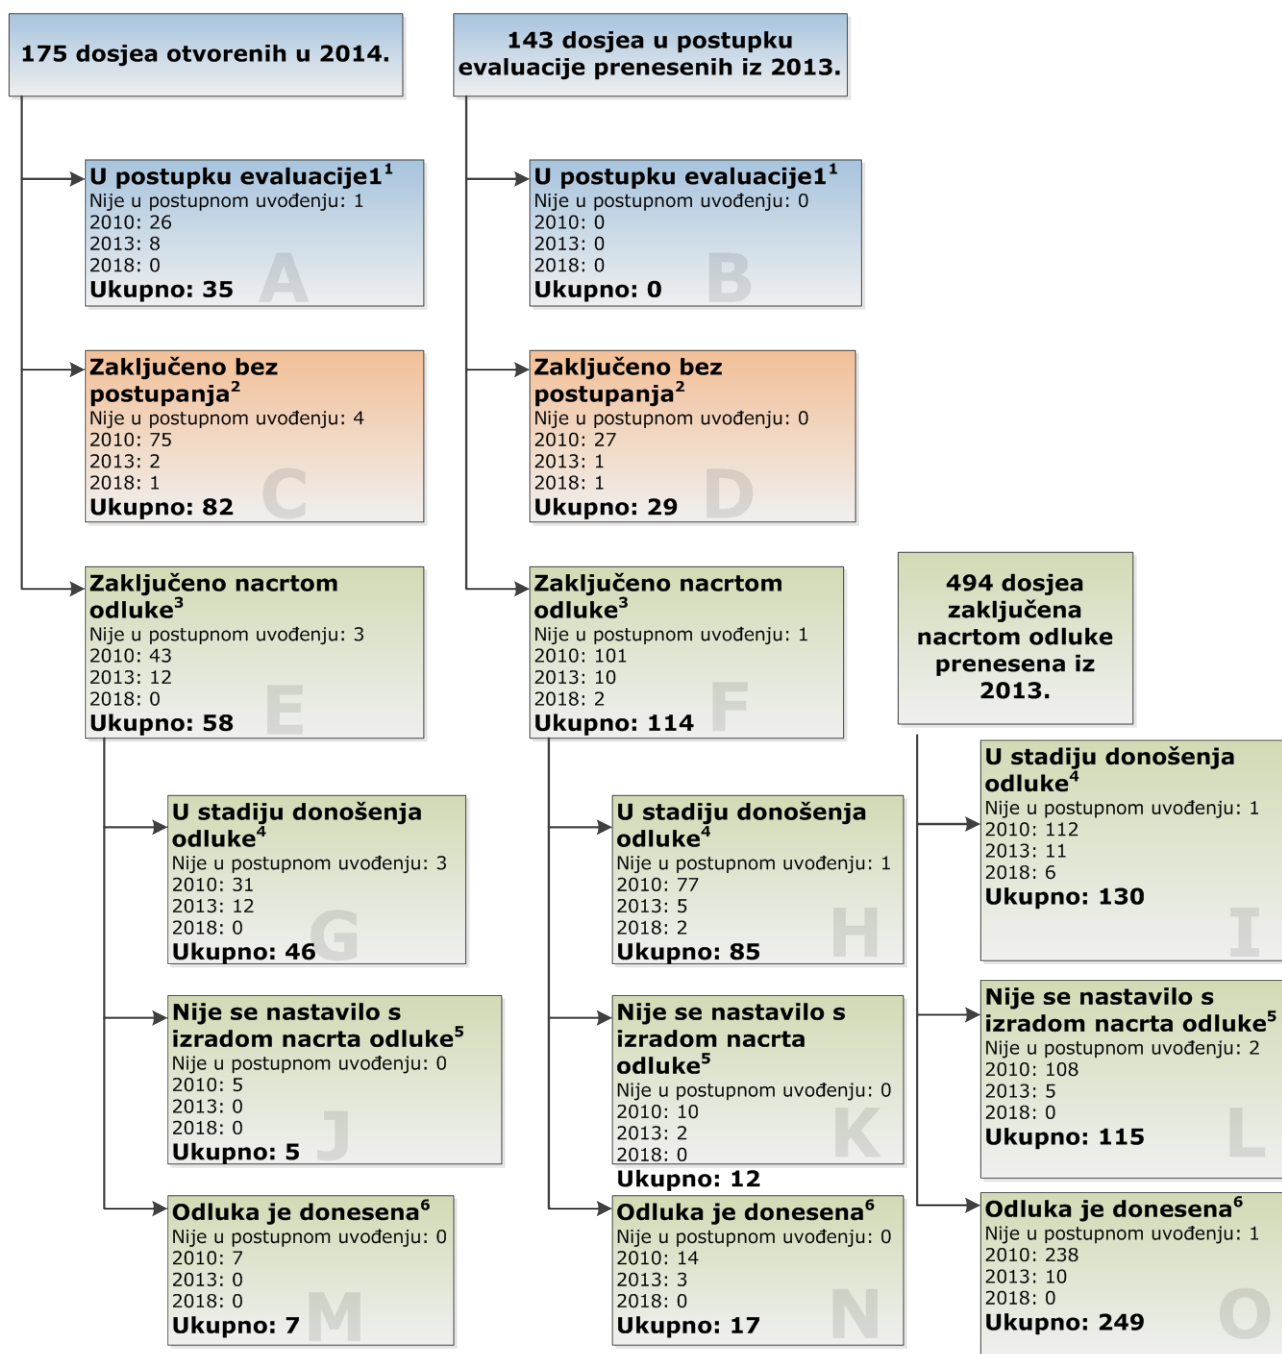 175 dosjea otvorenih u 2014.
143 dosjea u postupku
evaluacije prenesenih iz 2013.
U postupku evaluacije1¹
Nije u postupnom uvođenju: 1
2010: 26
2013: 8
2018: 0
Ukupno: 35
A
U postupku evaluacije1¹
Nije u postupnom uvođenju: 0
2010: 0
2013: 0
2018: 0
Ukupno: 0
B
Zaključeno bez
postupanja²
Nije u postupnom uvođenju: 4
2010: 75
2013: 2
2018: 1
Ukupno: 82
C
Zaključeno bez
postupanja²
Nije u postupnom uvođenju: 0
2010: 27
2013: 1
2018: 1
Ukupno: 29
D
Zaključeno nacrtom
odluke³
Nije u postupnom uvođenju: 3
2010: 43
2013: 12
2018: 0
Ukupno: 58
E
Zaključeno nacrtom
odluke³
Nije u postupnom uvođenju: 1
2010: 101
2013: 10
2018: 2
Ukupno: 114
F
494 dosjea
zaključena
nacrtom odluke
prenesena iz
2013.
U stadiju donošenja
odluke⁴
Nije u postupnom uvođenju: 3
2010: 31
2013: 12
2018: 0
Ukupno: 46
G
U stadiju donošenja
odluke⁴
Nije u postupnom uvođenju: 1
2010: 77
2013: 5
2018: 2
Ukupno: 85
H
U stadiju donošenja
odluke⁴
Nije u postupnom uvođenju: 1
2010: 112
2013: 11
2018: 6
Ukupno: 130
I
Nije se nastavilo s
izradom nacrta odluke⁵
Nije u postupnom uvođenju: 0
2010: 5
2013: 0
2018: 0
Ukupno: 5
J
Nije se nastavilo s
izradom nacrta
odluke⁵
Nije u postupnom uvođenju: 0
2010: 10
2013: 2
2018: 0
Ukupno: 12
K
Nije se nastavilo s
izradom nacrta odluke⁵
Nije u postupnom uvođenju: 2
2010: 108
2013: 5
2018: 0
Ukupno: 115
L
Odluka je donesena⁶
Nije u postupnom uvođenju: 0
2010: 7
2013: 0
2018: 0
Ukupno: 7
M
Odluka je donesena⁶
Nije u postupnom uvođenju: 0
2010: 14
2013: 3
2018: 0
Ukupno: 17
N
Odluka je donesena⁶
Nije u postupnom uvođenju: 1
2010: 238
2013: 10
2018: 0
Ukupno: 249
O